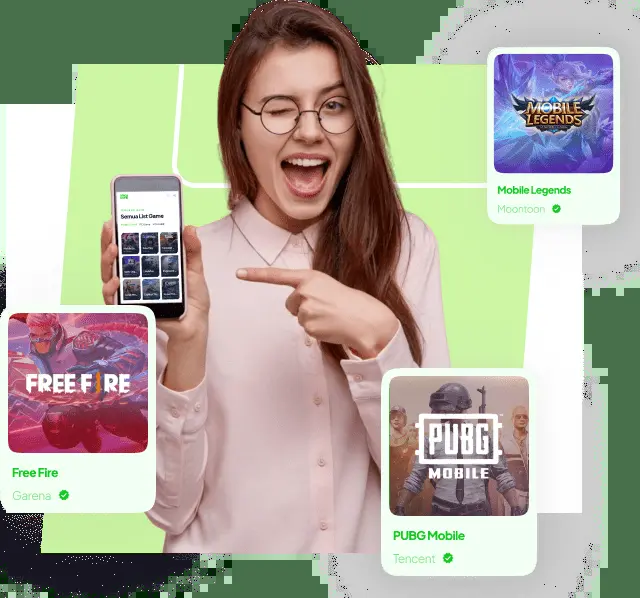 MOBILE
LEGENDS
Mobile Legends
Moontoon
Semua List Game
FREE FIRE
Free Fire
Garena
PUBG
MOBILE
PUBG Mobile
Tencent